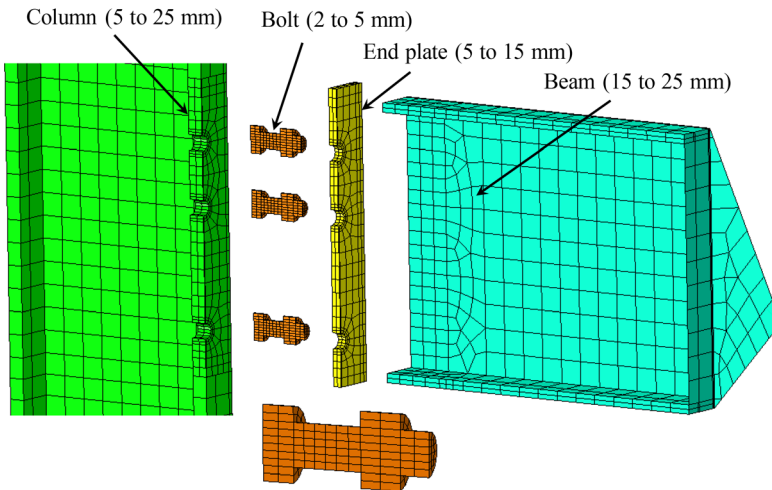 Column (5 to 25 mm)
Bolt (2 to 5 mm)
End plate (5 to 15 mm)
Beam (15 to 25 mm)